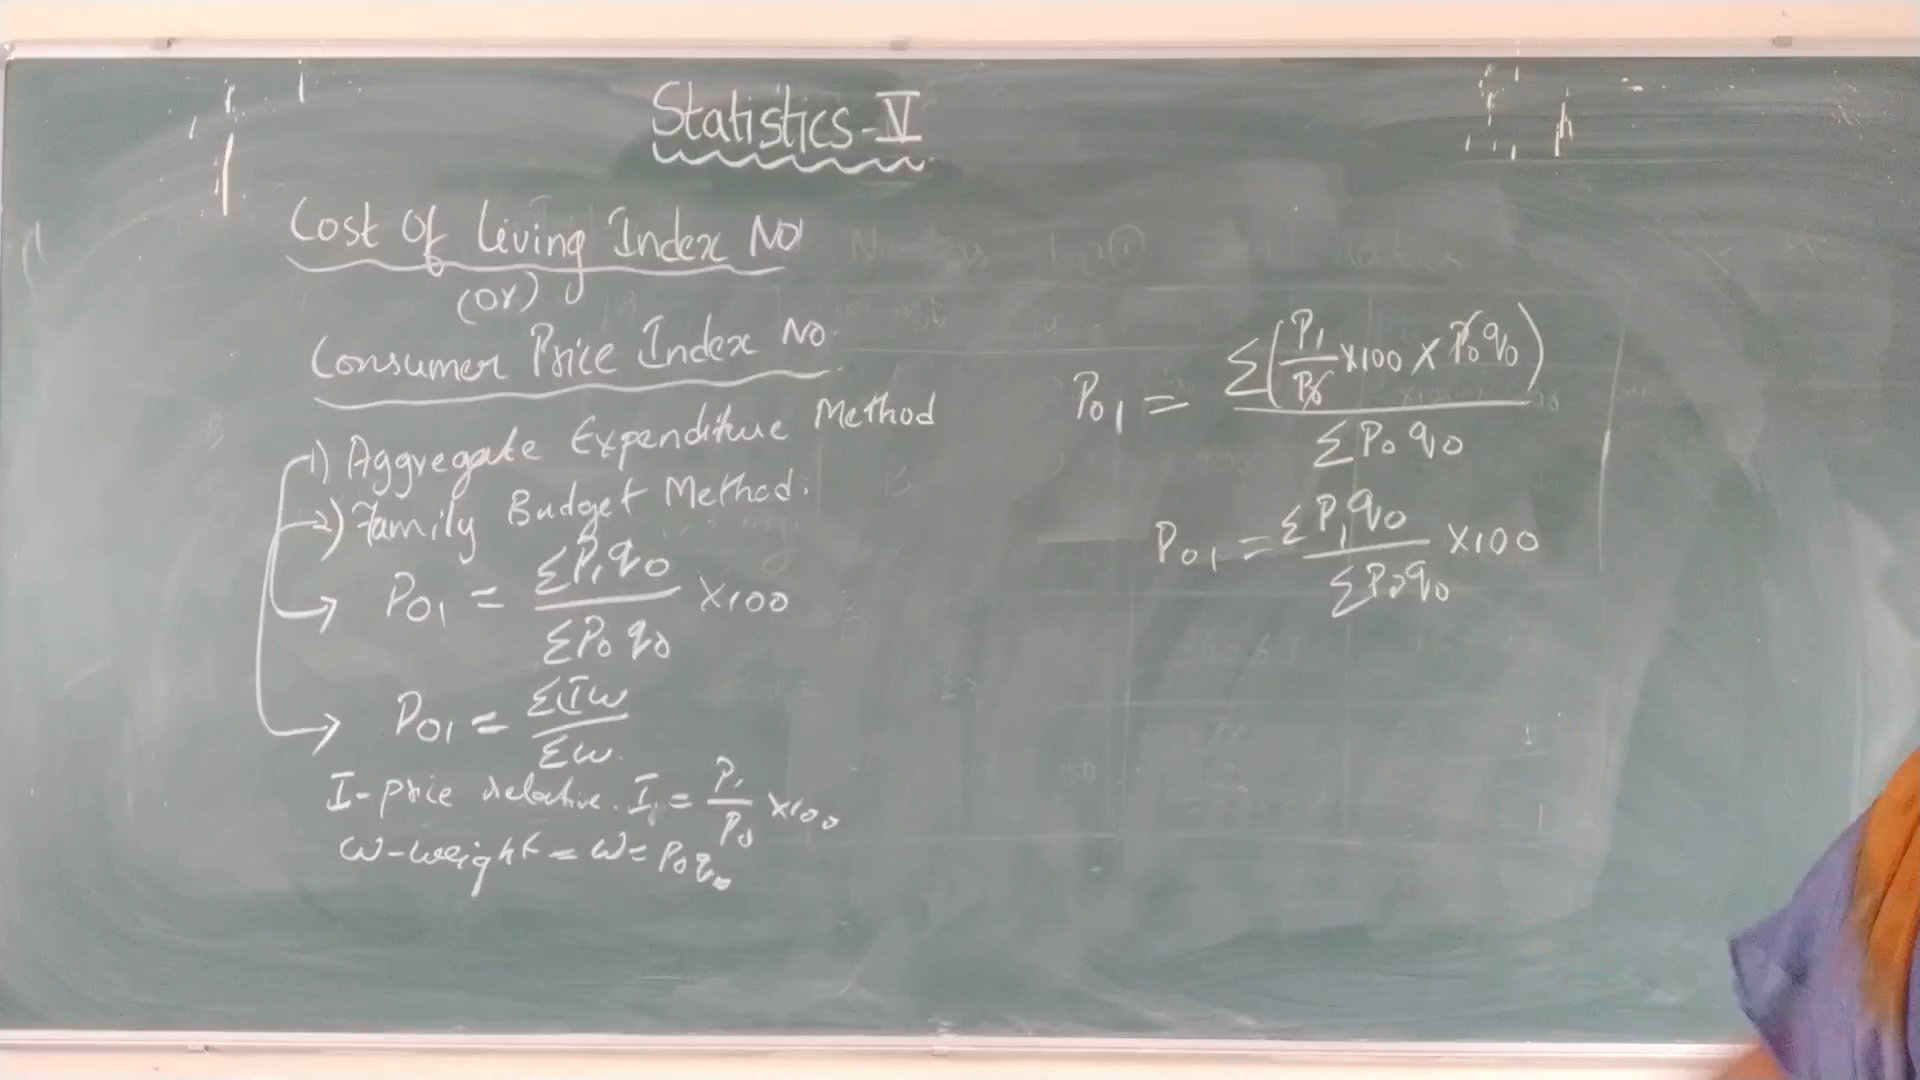 Statistics-IV
Cost Of Living Index No
(or)
Consumer Price Index No.
1) Aggregate Expenditure Method
2) Family Budget Method.
P01 = ΣP1q0 / ΣP0q0 ×100
P01 = ΣIw / Σw.
I-price relative. I = P1/P0 ×100
w-weight = w = P0q0
P01 = Σ(P1/P0 ×100 × P0q0) / ΣP0q0
P01 = ΣP1q0 / ΣP0q0 ×100